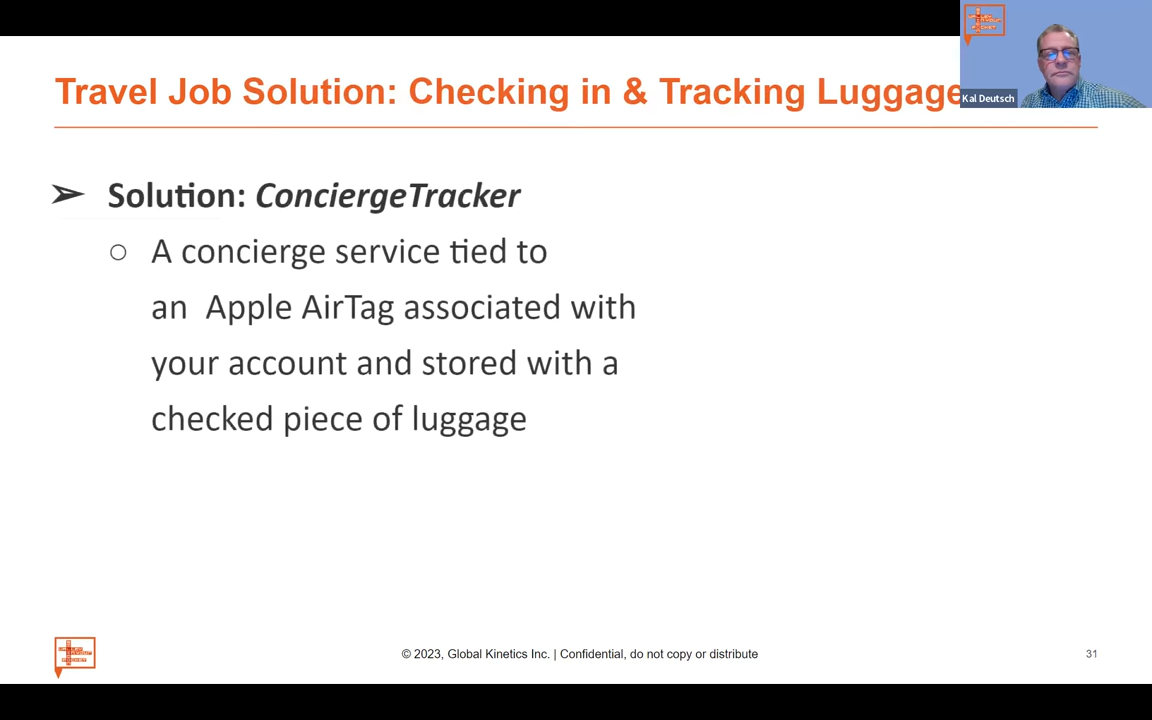 Travel Job Solution: Checking in & Tracking Luggage
Kal Deutsch
➢ Solution: ConciergeTracker
○ A concierge service tied to
an  Apple AirTag associated with
your account and stored with a
checked piece of luggage
© 2023, Global Kinetics Inc. | Confidential, do not copy or distribute
31